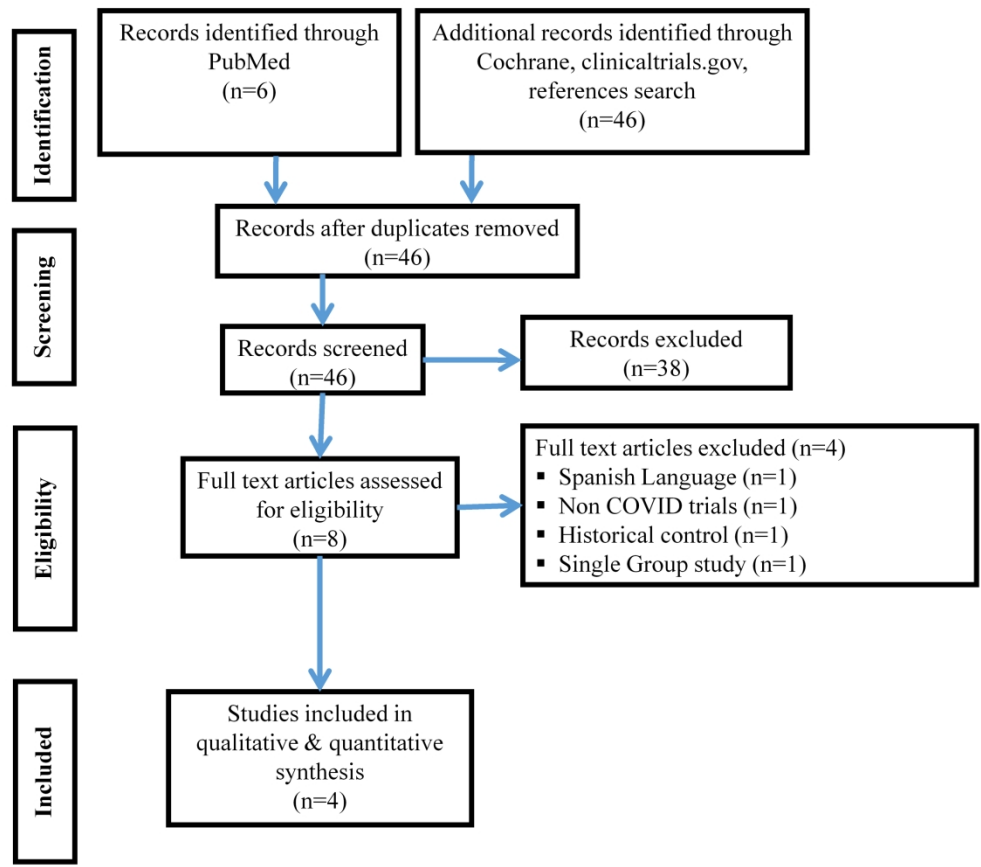 Identification
Records identified through
PubMed
(n=6)
Additional records identified through
Cochrane, clinicaltrials.gov,
references search
(n=46)
Screening
Records after duplicates removed
(n=46)
Records screened
(n=46)
Records excluded
(n=38)
Eligibility
Full text articles assessed
for eligibility
(n=8)
Full text articles excluded (n=4)
▪ Spanish Language (n=1)
▪ Non COVID trials (n=1)
▪ Historical control (n=1)
▪ Single Group study (n=1)
Included
Studies included in
qualitative & quantitative
synthesis
(n=4)